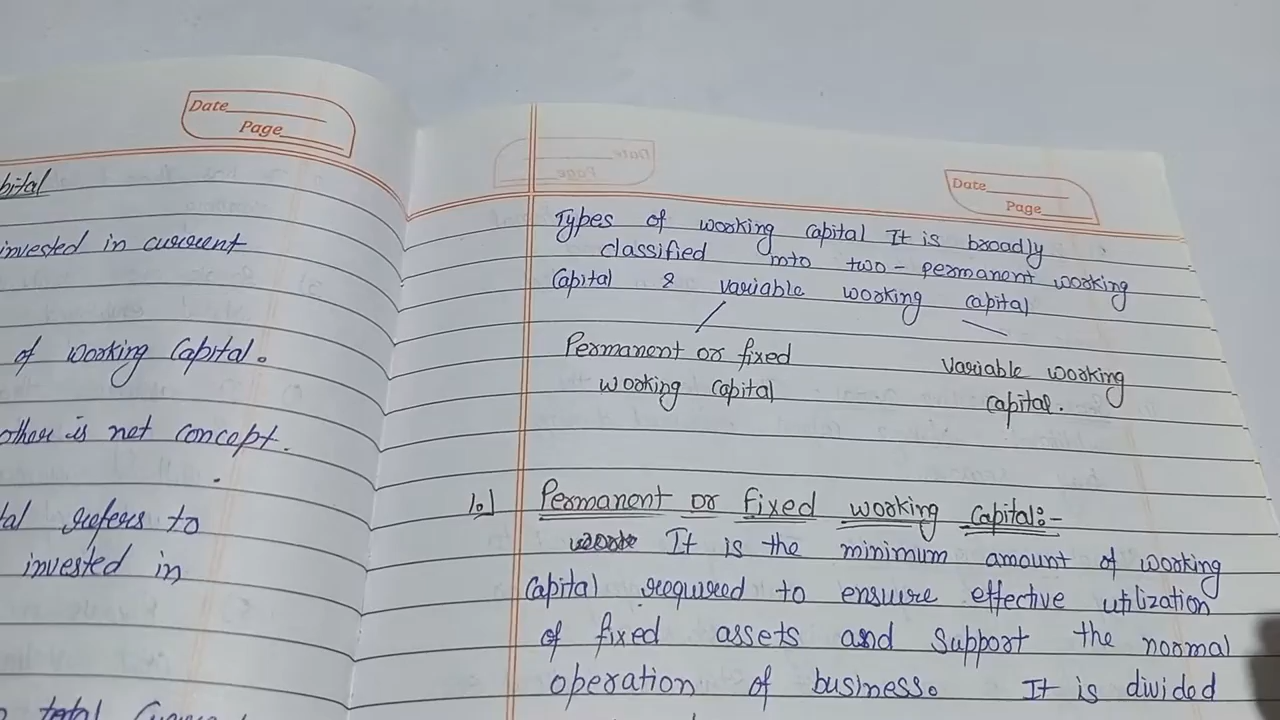 Date
Page
invested in current
of working Capital.
other is net concept.
refers to
invested in
total
Date
Page
Types of working capital It is broadly
classified into two - permanent working
Capital & variable working capital
Permanent or fixed
working capital
variable working
capital.
1.] Permanent or fixed working Capital:-
It is the minimum amount of working
Capital required to ensure effective utilization
of fixed assets and support the normal
operation of business. It is divided